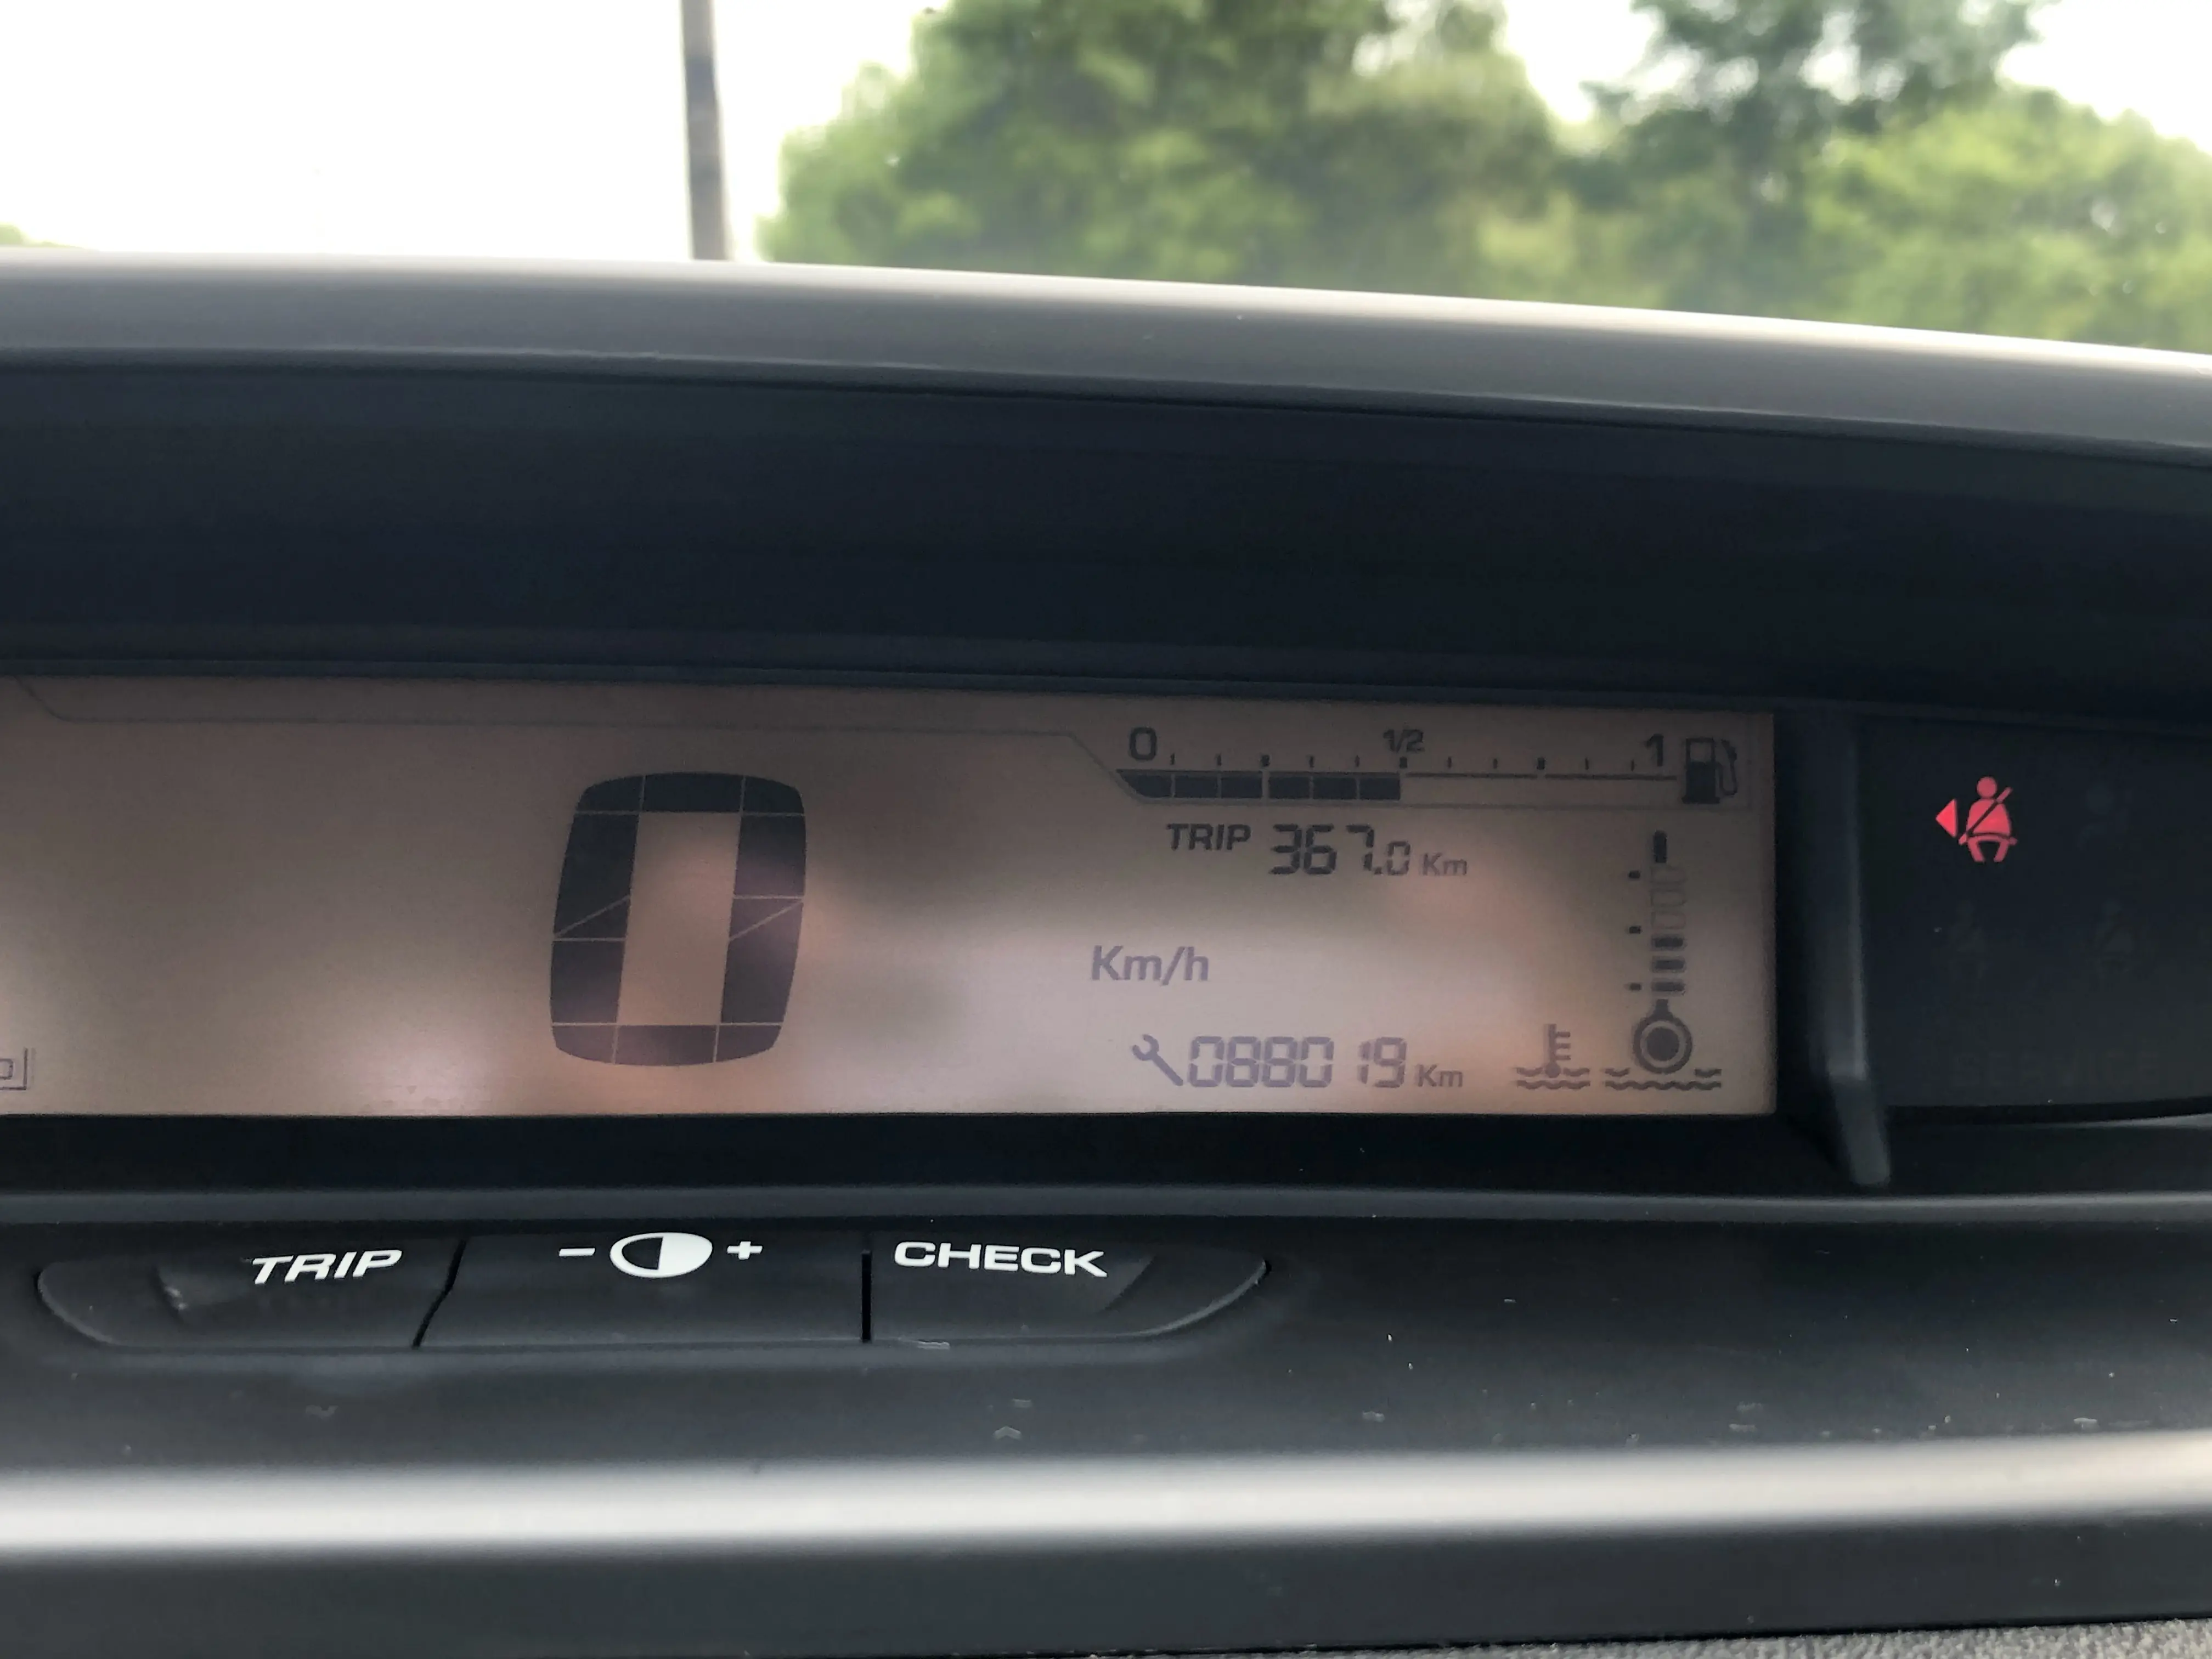 0 1/2 1
TRIP 367.0 Km
0
Km/h
088019 Km
TRIP - + CHECK